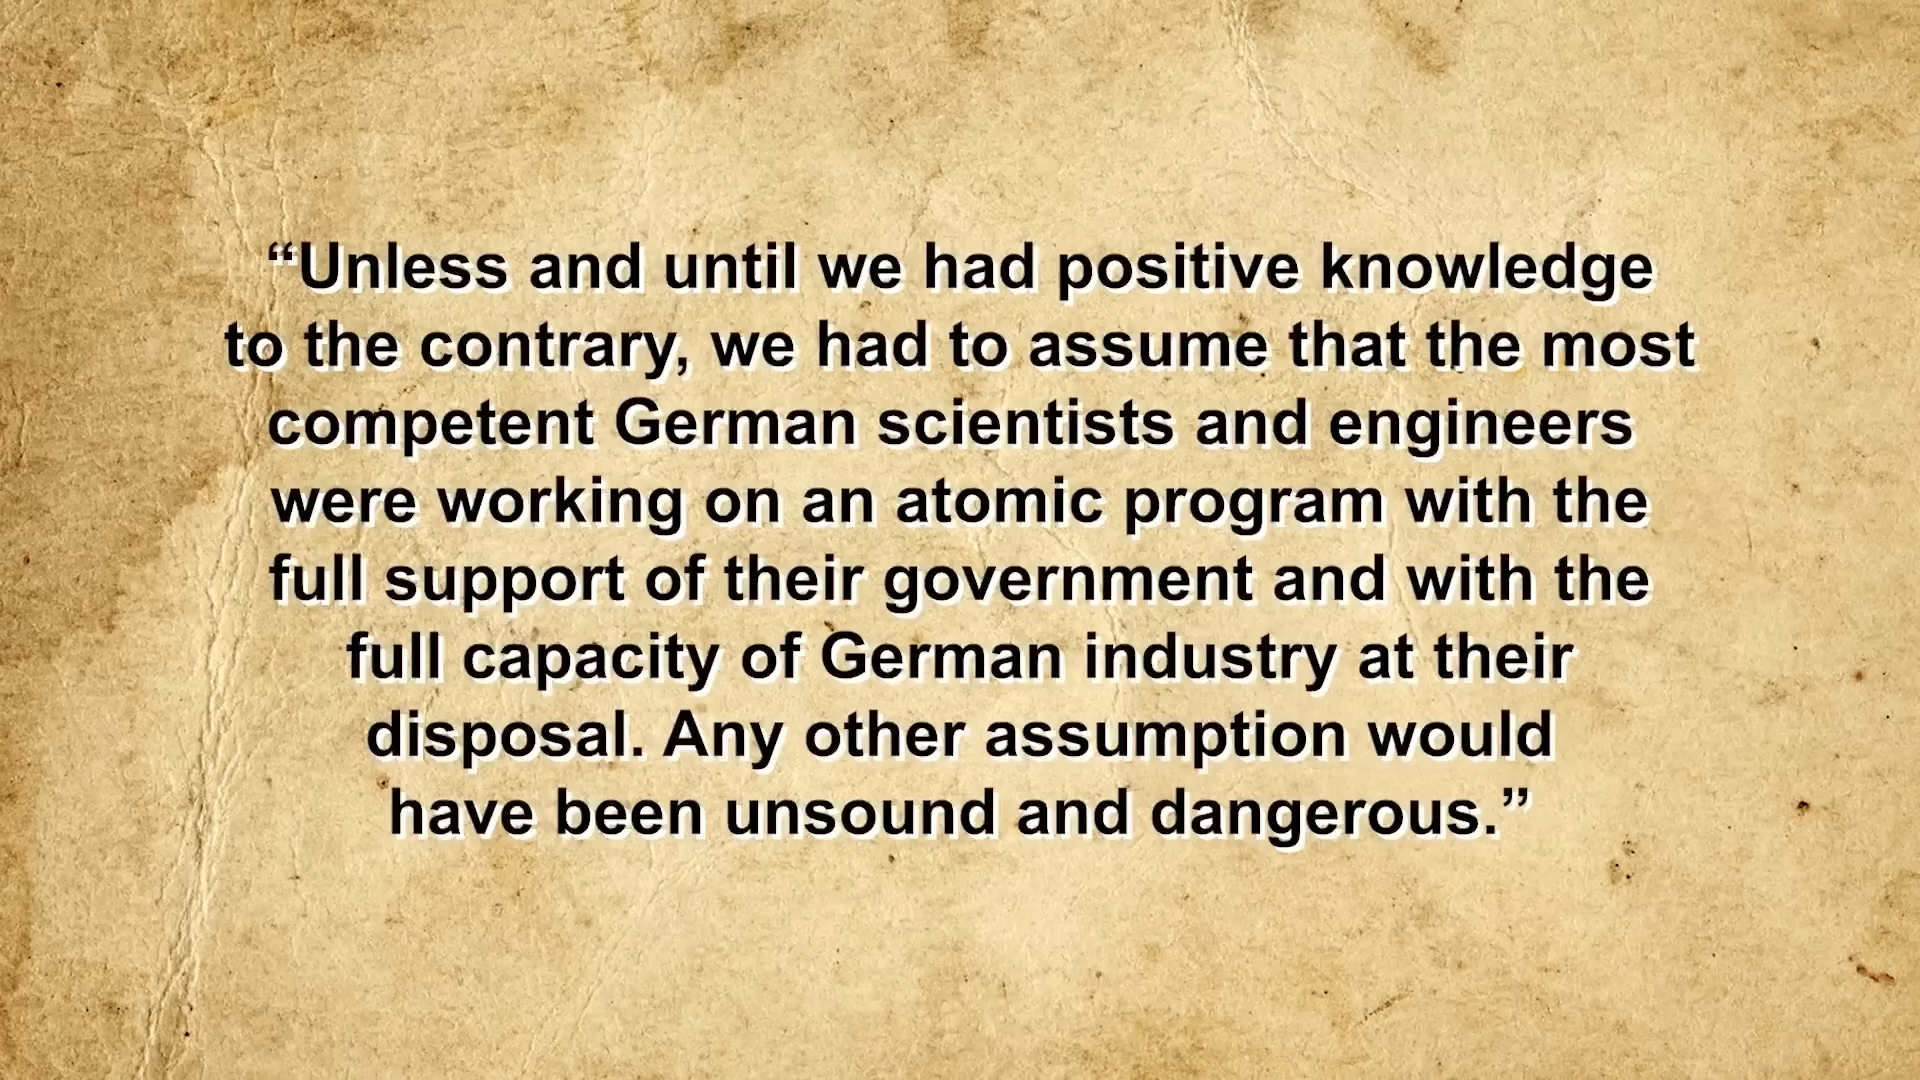 “Unless and until we had positive knowledge
to the contrary, we had to assume that the most
competent German scientists and engineers
were working on an atomic program with the
full support of their government and with the
full capacity of German industry at their
disposal. Any other assumption would
have been unsound and dangerous.”